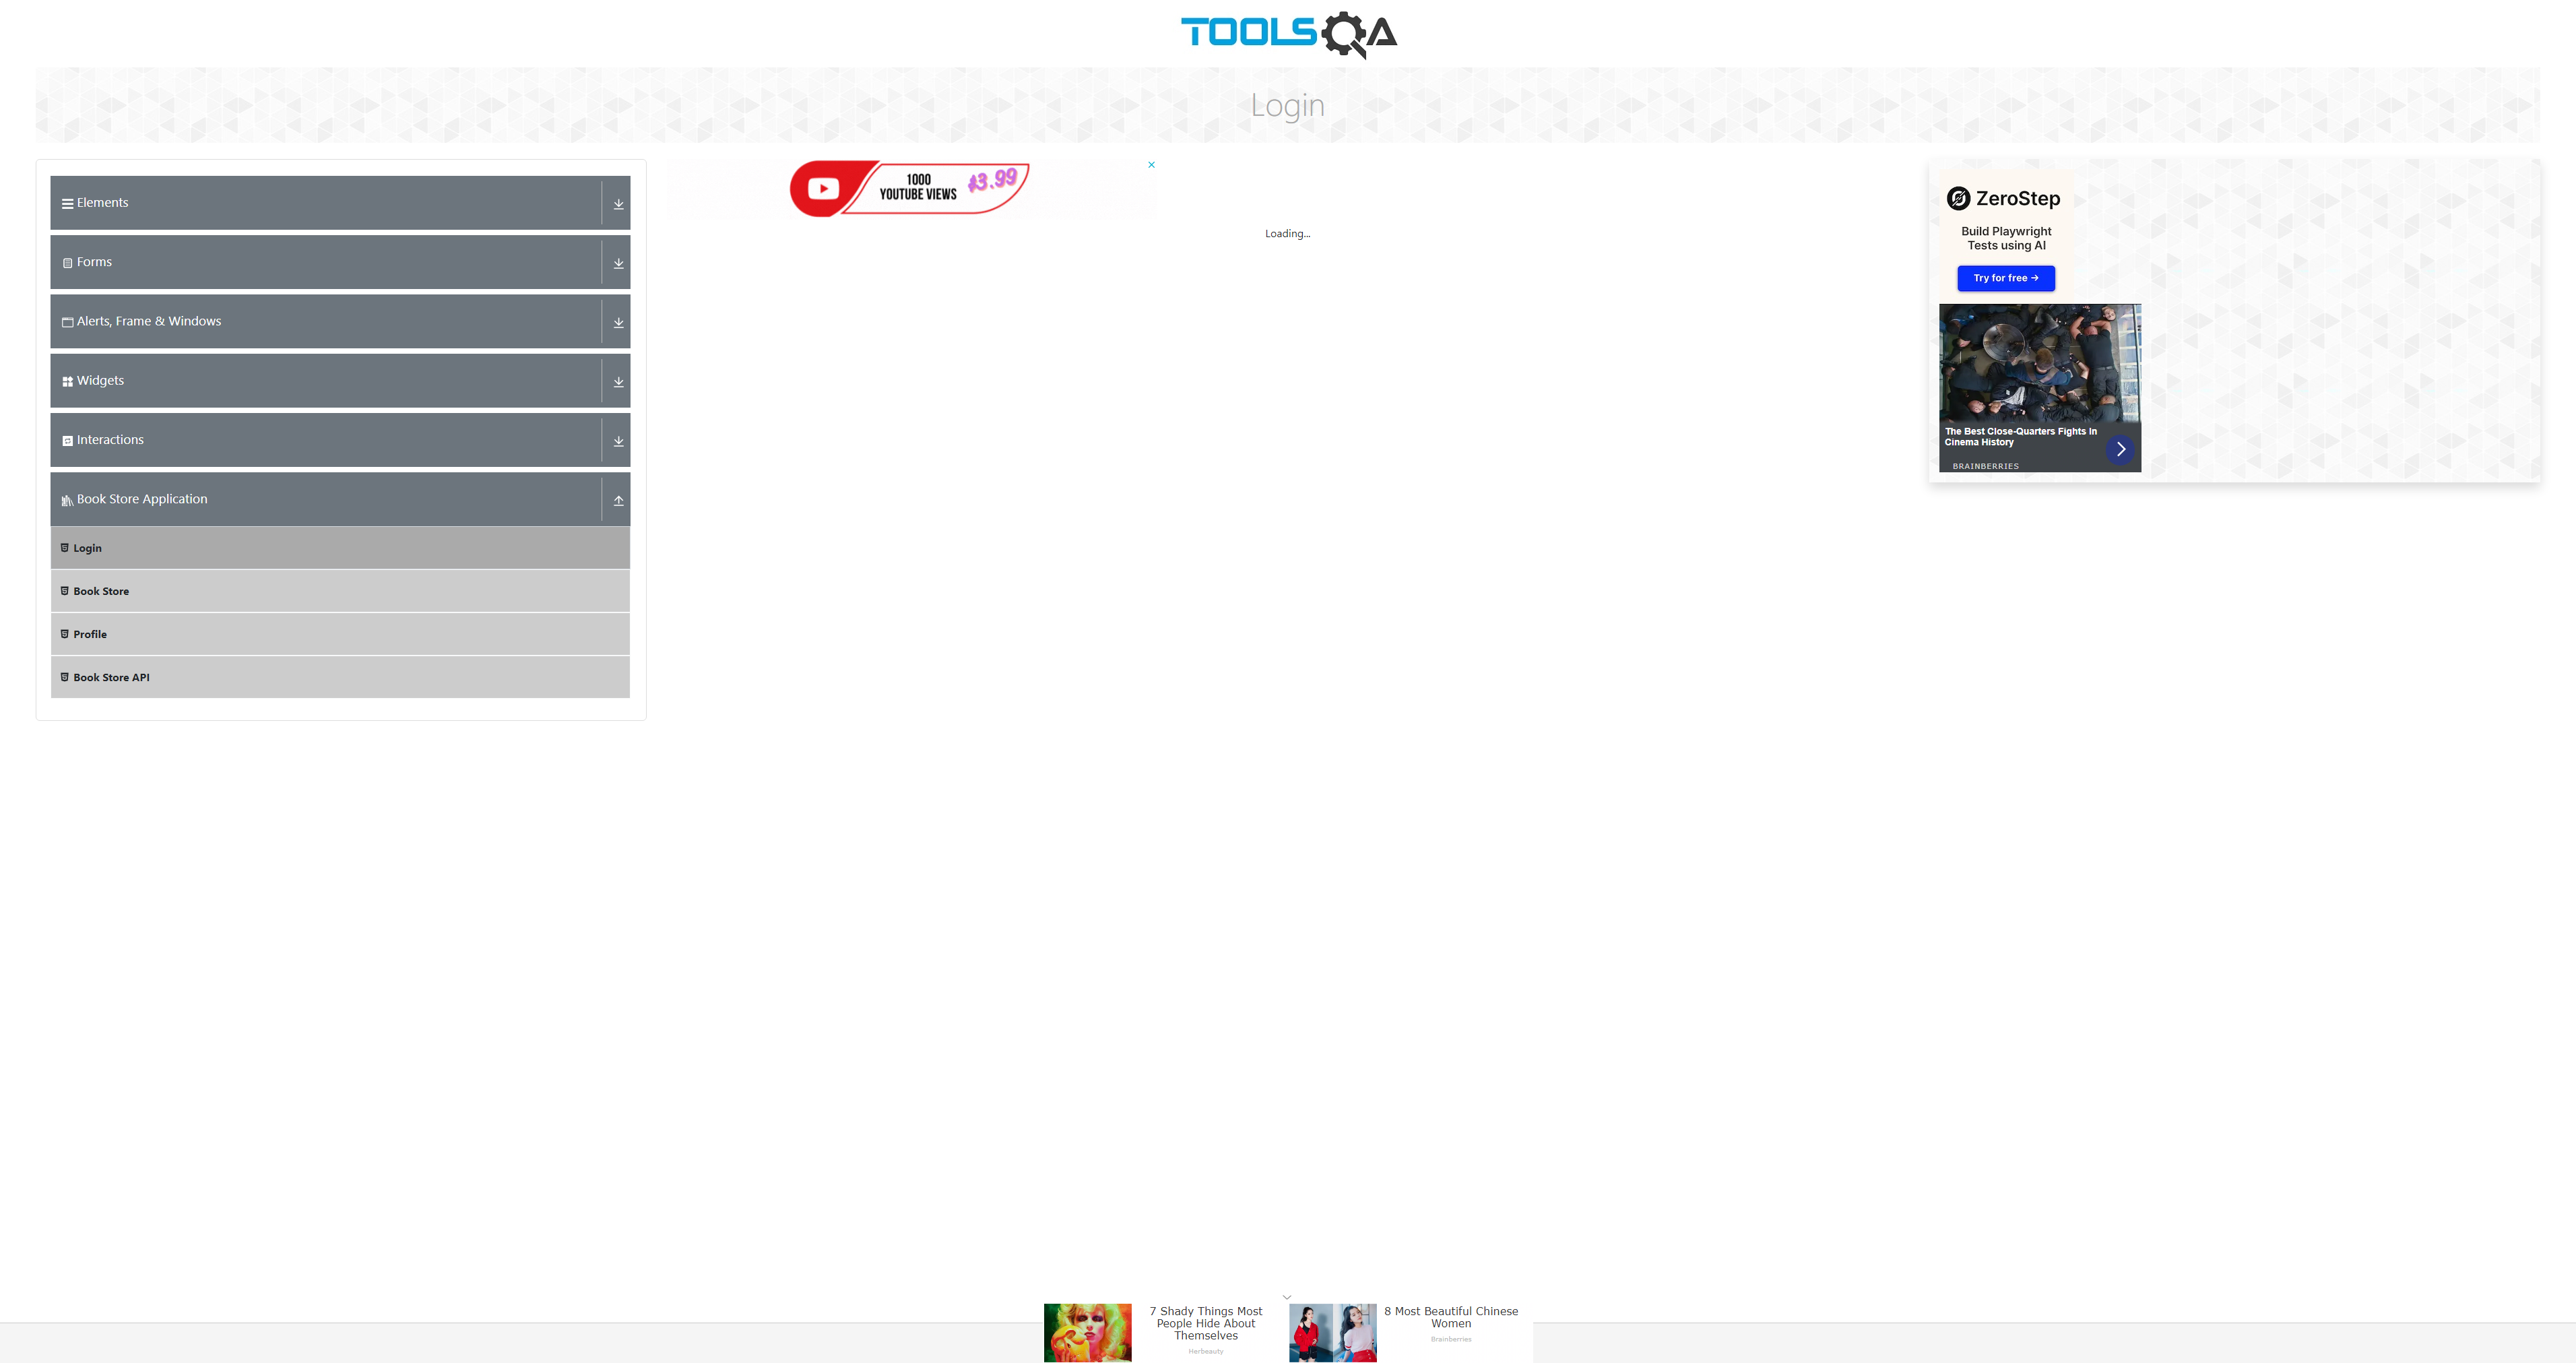 TOOLSQA
Login
Elements
Forms
Alerts, Frame & Windows
Widgets
Interactions
Book Store Application
Login
Book Store
Profile
Book Store API
1000
YOUTUBE VIEWS
$3.99
Loading...
ZeroStep
Build Playwright
Tests using AI
Try for free →
The Best Close-Quarters Fights In
Cinema History
BRAINBERRIES
7 Shady Things Most
People Hide About
Themselves
Herbeauty
8 Most Beautiful Chinese
Women
Brainberries